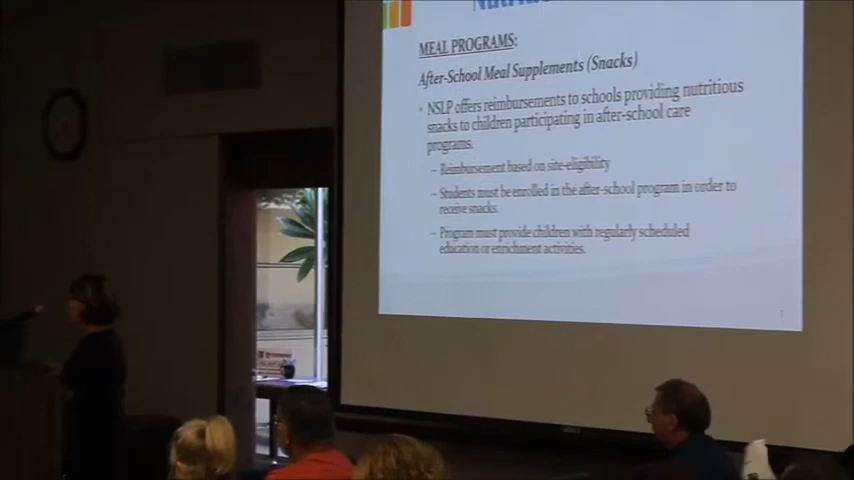 MEAL PROGRAMS:
After-School Meal Supplements (Snacks)
• NSLP offers reimbursements to schools providing nutritious
snacks to children participating in after-school care
programs.
– Reimbursement based on site-eligibility
– Students must be enrolled in the after-school program in order to
receive snacks.
– Program must provide children with regularly scheduled
education or enrichment activities.